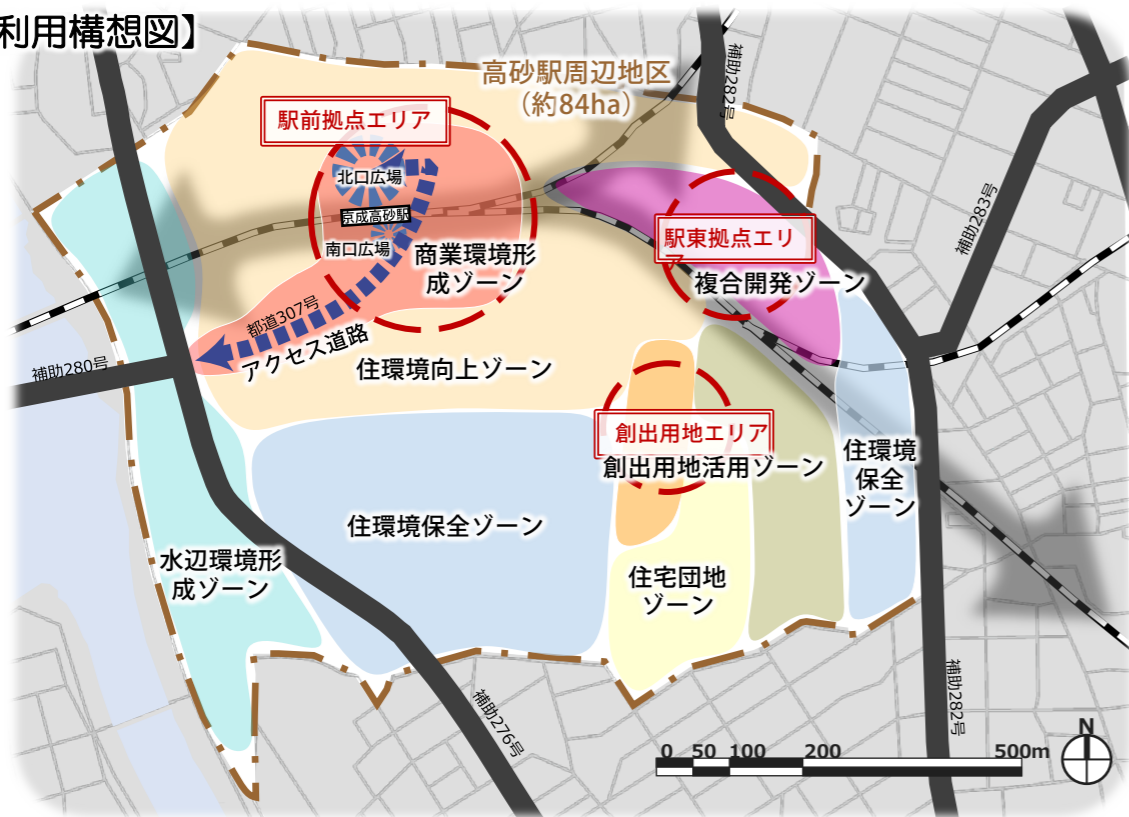 利用構想図】
高砂駅周辺地区
（約84ha）
補助282号
駅前拠点エリア
北口広場
京成高砂駅
南口広場
商業環境形
成ゾーン
駅東拠点エリ
ア
複合開発ゾーン
補助283号
都道307号
アクセス道路
補助280号
住環境向上ゾーン
創出用地エリア
創出用地活用ゾーン
住環境
保全
ゾーン
住環境保全ゾーン
水辺環境形
成ゾーン
住宅団地
ゾーン
補助276号
補助282号
0 50 100 200 500m
N